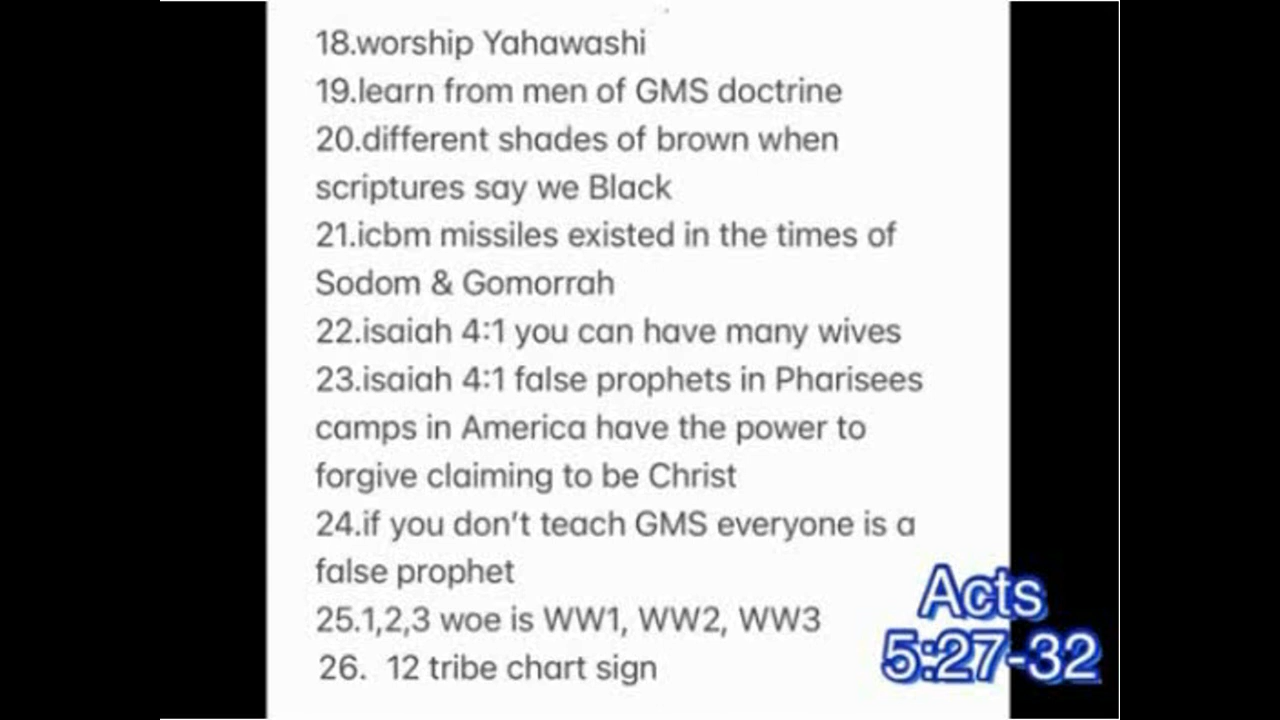 18.worship Yahawashi
19.learn from men of GMS doctrine
20.different shades of brown when
scriptures say we Black
21.icbm missiles existed in the times of
Sodom & Gomorrah
22.isaiah 4:1 you can have many wives
23.isaiah 4:1 false prophets in Pharisees
camps in America have the power to
forgive claiming to be Christ
24.if you don't teach GMS everyone is a
false prophet
25.1,2,3 woe is WW1, WW2, WW3
26. 12 tribe chart sign
Acts
5:27-32